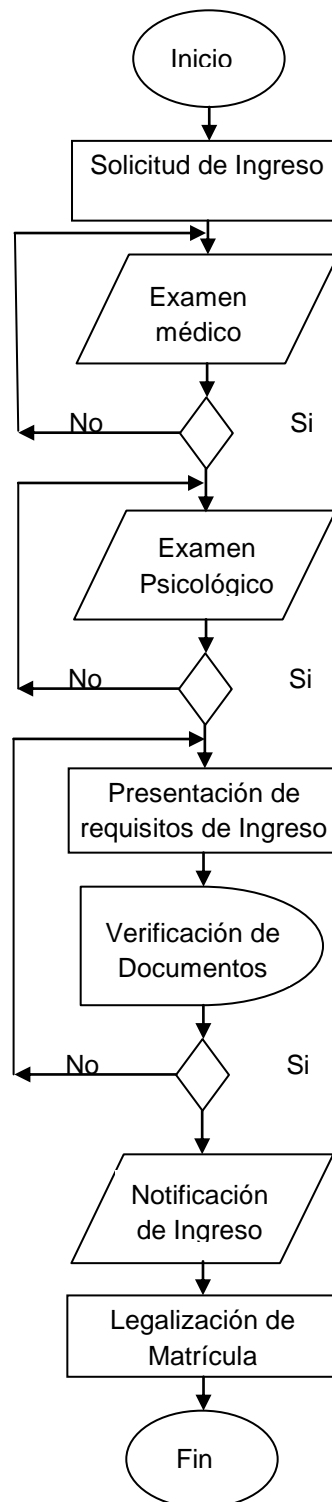 Inicio
Solicitud de Ingreso
Examen
médico
No Si
Examen
Psicológico
No Si
Presentación de
requisitos de Ingreso
Verificación de
Documentos
No Si
Notificación
de Ingreso
Legalización de
Matrícula
Fin